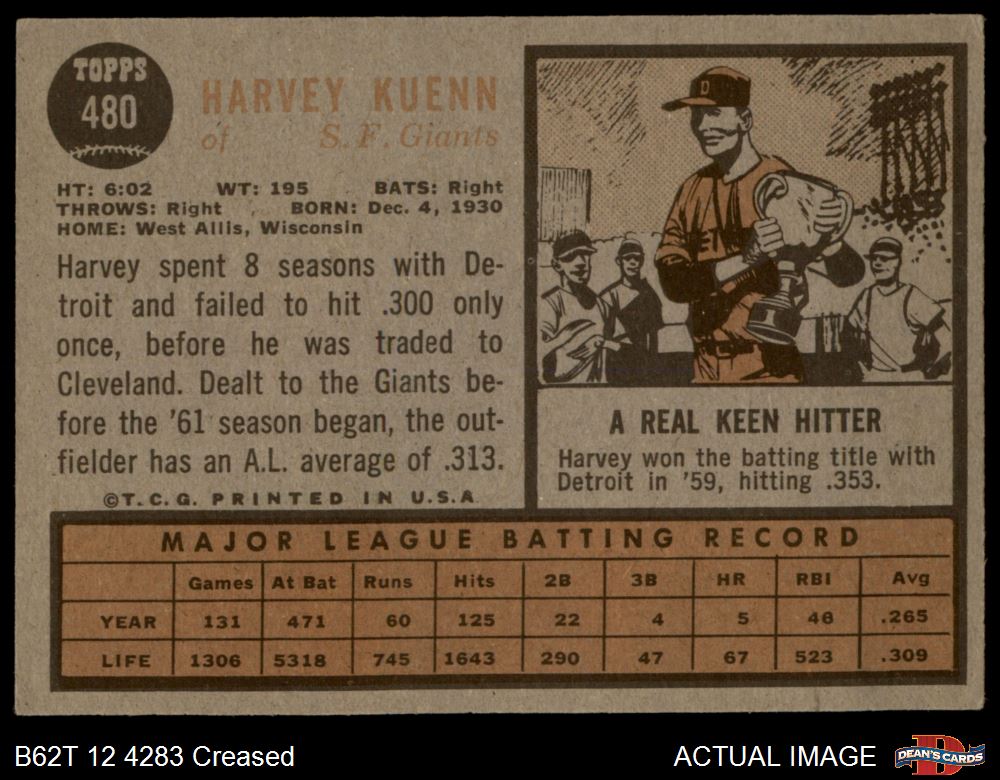 TOPPS
480
HARVEY KUENN
of S. F. Giants
HT: 6:02 WT: 195 BATS: Right
THROWS: Right BORN: Dec. 4, 1930
HOME: West Allis, Wisconsin
Harvey spent 8 seasons with De-
troit and failed to hit .300 only
once, before he was traded to
Cleveland. Dealt to the Giants be-
fore the '61 season began, the out-
fielder has an A.L. average of .313.
©T.C.G. PRINTED IN U.S.A.
D
ETR
A REAL KEEN HITTER
Harvey won the batting title with
Detroit in '59, hitting .353.
MAJOR LEAGUE BATTING RECORD
Games At Bat Runs Hits 2B 3B HR RBI Avg
YEAR 131 471 60 125 22 4 5 46 .265
LIFE 1306 5318 745 1643 290 47 67 523 .309
B62T 12 4283 Creased
ACTUAL IMAGE
D
DEAN'S CARDS